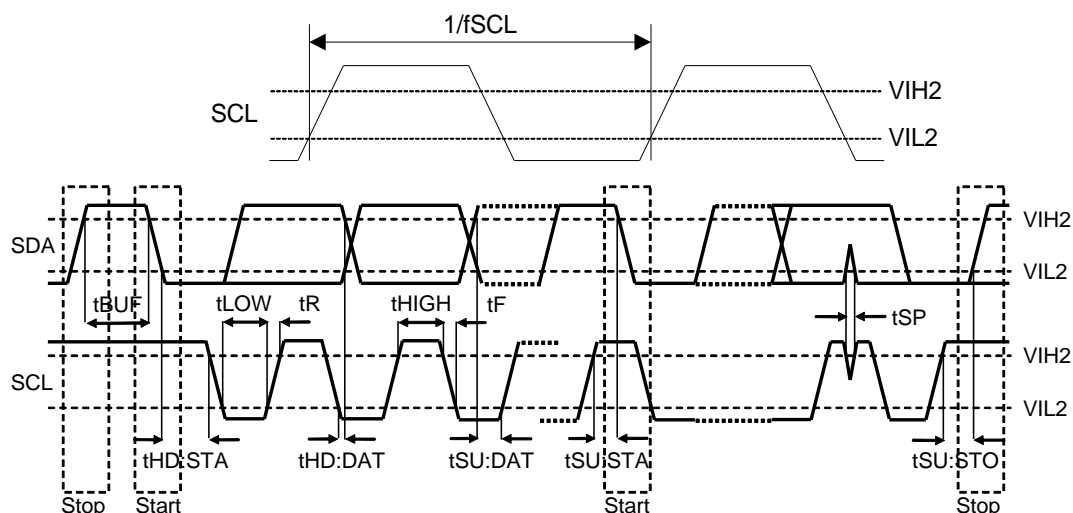 1/fSCL
SCL
VIH2
VIL2
SDA
VIH2
VIL2
tBUF
tLOW
tR
tHIGH
tF
tSP
SCL
VIH2
VIL2
tHD:STA
tHD:DAT
tSU:DAT
tSU:STA
tSU:STO
Stop
Start
Start
Stop